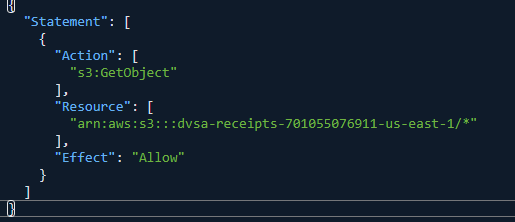 {
  "Statement": [
    {
      "Action": [
        "s3:GetObject"
      ],
      "Resource": [
        "arn:aws:s3:::dvsa-receipts-701055076911-us-east-1/*"
      ],
      "Effect": "Allow"
    }
  ]
}